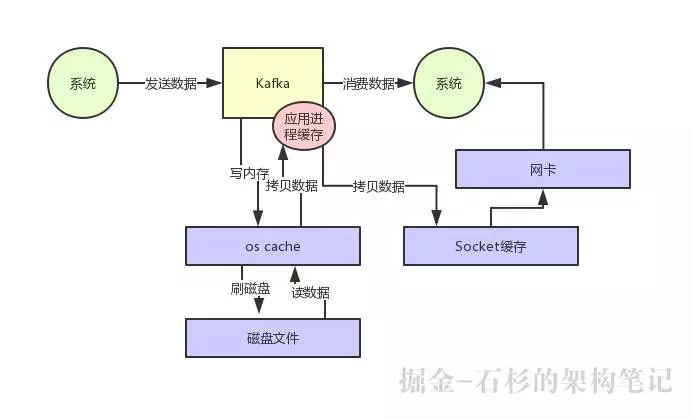 系统
发送数据
Kafka
消费数据
系统
应用进
程缓存
写内存
拷贝数据
拷贝数据
网卡
os cache
Socket缓存
刷磁盘
读数据
磁盘文件
掘金-石杉的架构笔记